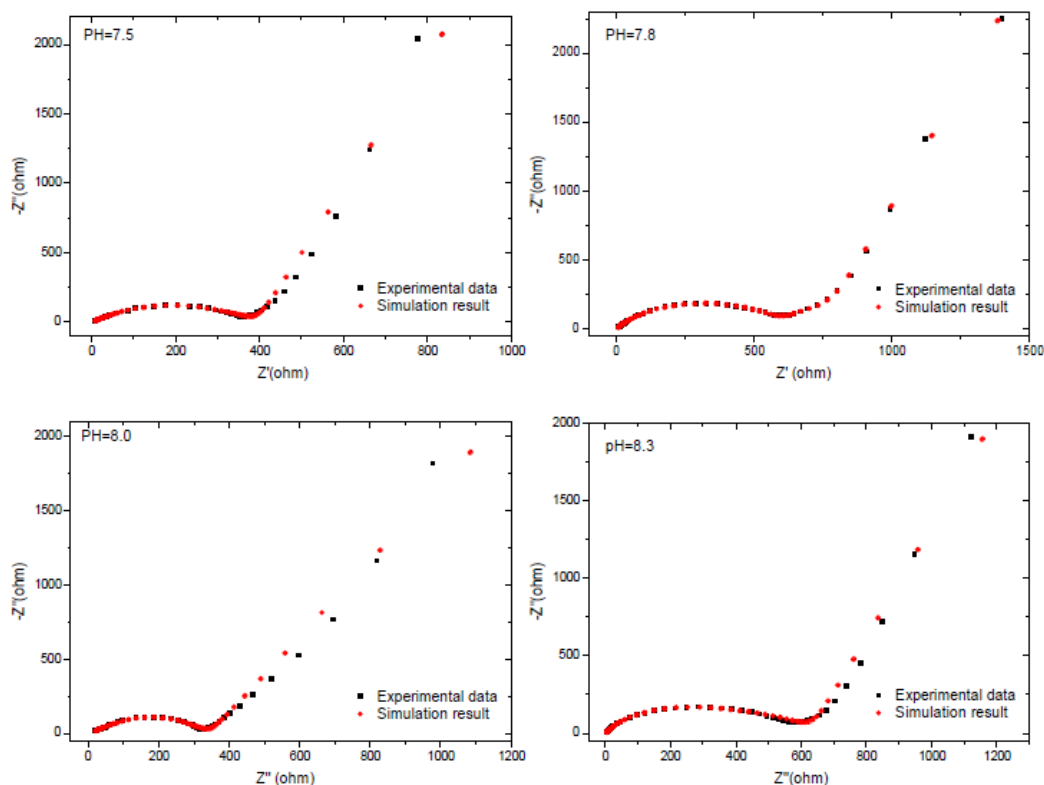 PH=7.5
2000
1500
1000
500
0
-Z"(ohm)
Experimental data
Simulation result
0 200 400 600 800 1000
Z'(ohm)
PH=7.8
2000
1500
1000
500
0
-Z"(ohm)
Experimental data
Simulation result
0 500 1000 1500
Z' (ohm)
PH=8.0
2000
1500
1000
500
0
-Z"(ohm)
Experimental data
Simulation result
0 200 400 600 800 1000 1200
Z" (ohm)
pH=8.3
2000
1500
1000
500
0
-Z"(ohm)
Experimental data
Simulation result
0 200 400 600 800 1000 1200
Z"(ohm)